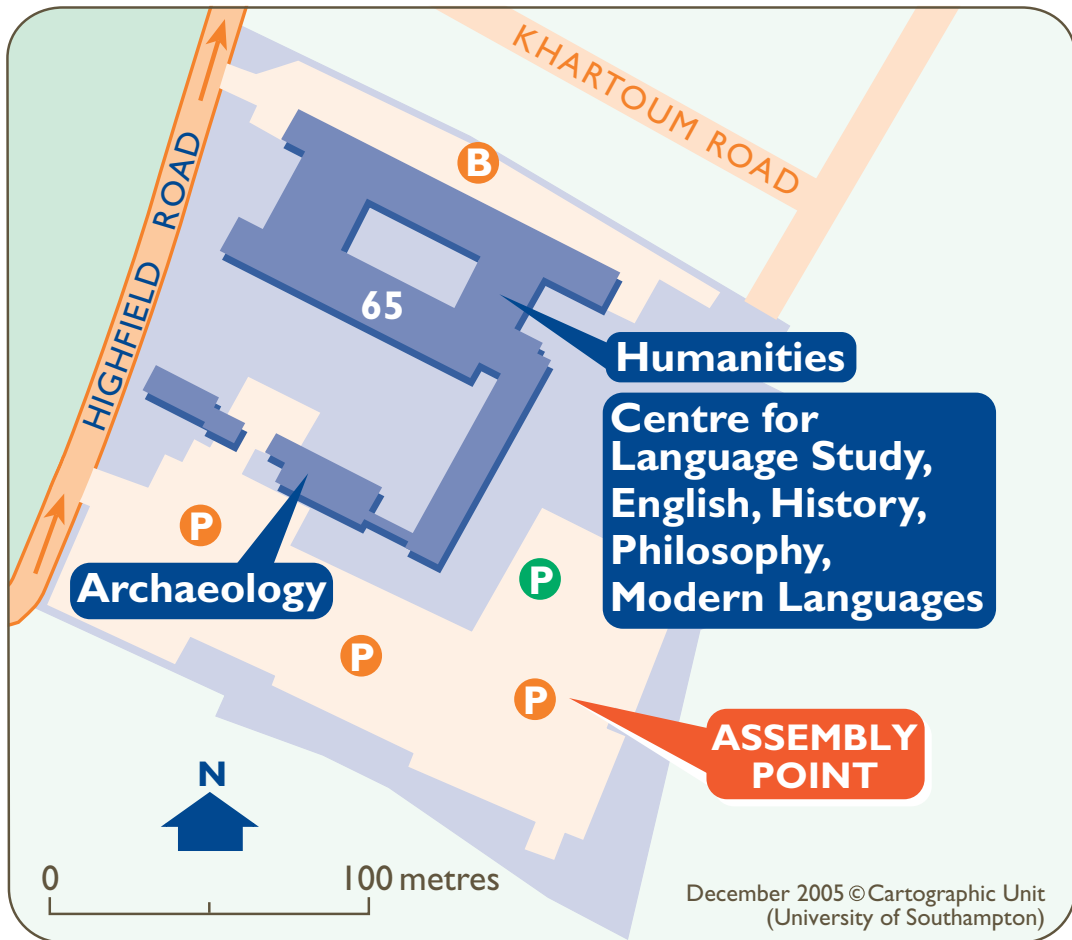 KHARTOUM ROAD
B
HIGHFIELD ROAD
65
Humanities
Centre for
Language Study,
English, History,
Philosophy,
Modern Languages
P
P
Archaeology
P
P
ASSEMBLY
POINT
N
0 100 metres
December 2005 © Cartographic Unit
(University of Southampton)